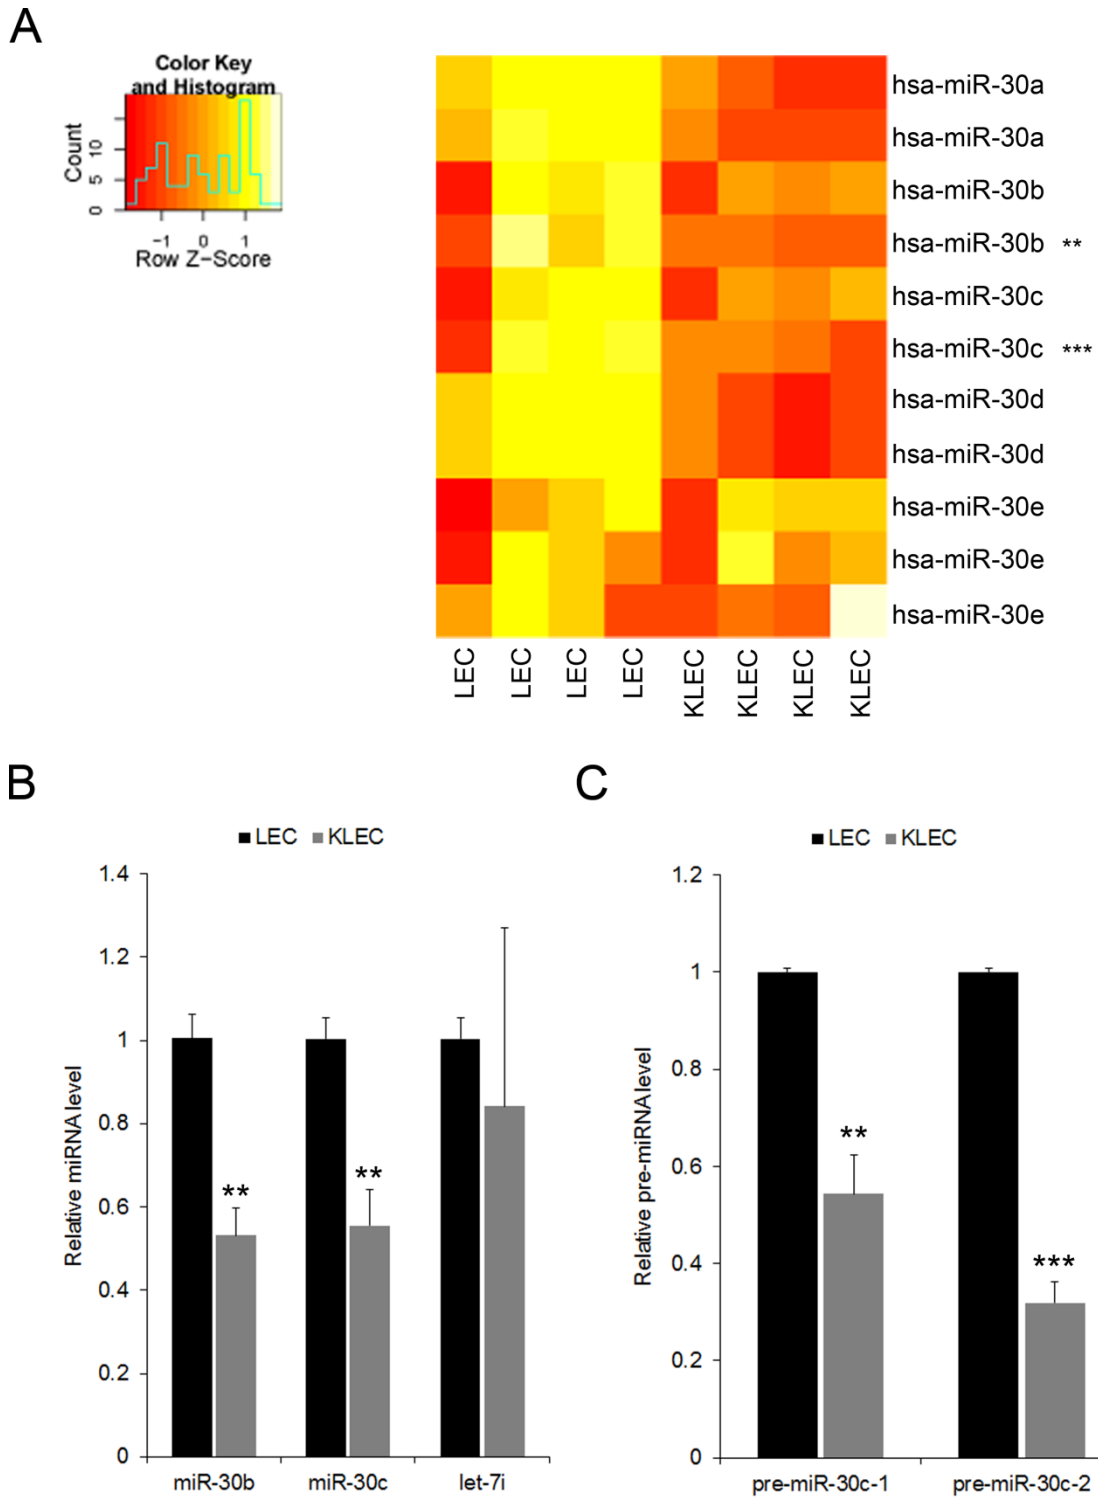 A
Color Key
and Histogram
Count
0 5 10
−1 0 1
Row Z−Score
hsa-miR-30a
hsa-miR-30a
hsa-miR-30b
hsa-miR-30b **
hsa-miR-30c
hsa-miR-30c ***
hsa-miR-30d
hsa-miR-30d
hsa-miR-30e
hsa-miR-30e
hsa-miR-30e
LEC LEC LEC LEC KLEC KLEC KLEC KLEC
B
LEC KLEC
Relative miRNA level
1.4
1.2
1
0.8
0.6
0.4
0.2
0
**
**
miR-30b miR-30c let-7i
C
LEC KLEC
Relative pre-miRNA level
1.2
1
0.8
0.6
0.4
0.2
0
**
***
pre-miR-30c-1 pre-miR-30c-2